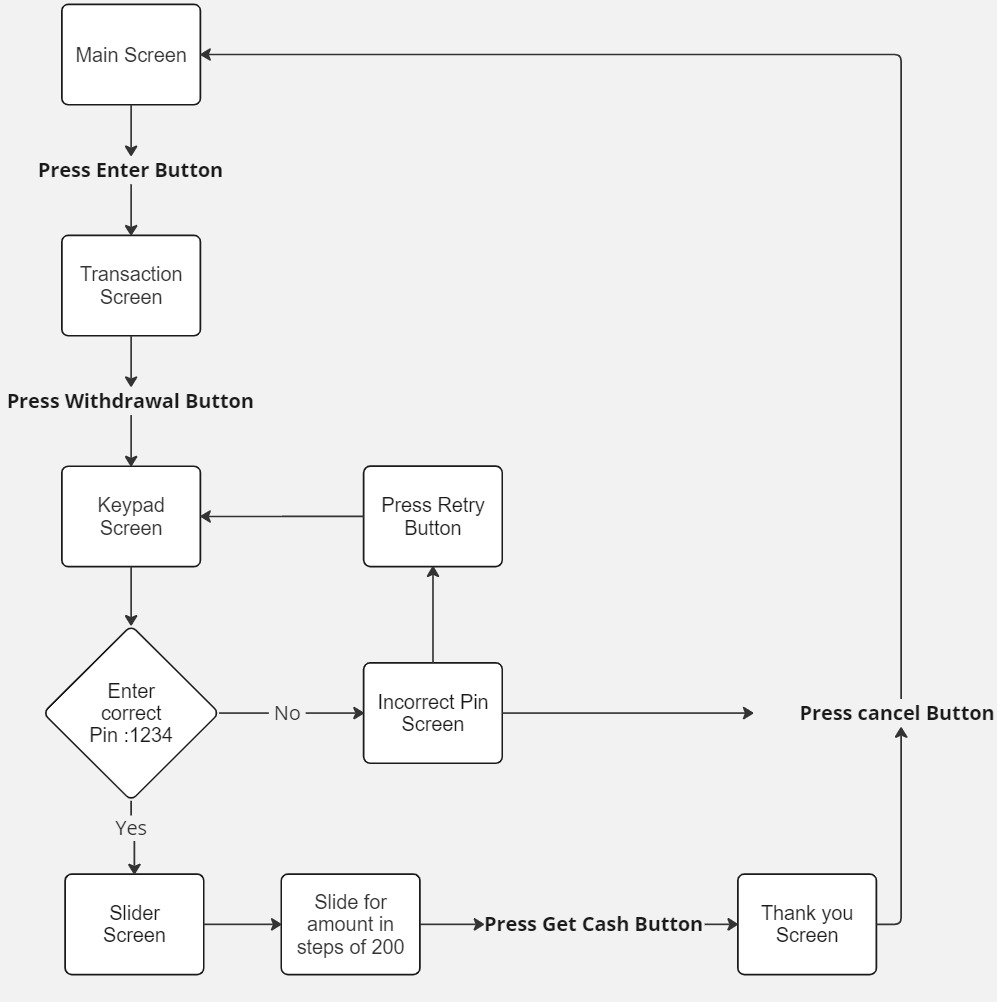 Main Screen
Press Enter Button
Transaction
Screen
Press Withdrawal Button
Keypad
Screen
Press Retry
Button
Enter
correct
Pin :1234
No
Incorrect Pin
Screen
Press cancel Button
Yes
Slider
Screen
Slide for
amount in
steps of 200
Press Get Cash Button
Thank you
Screen